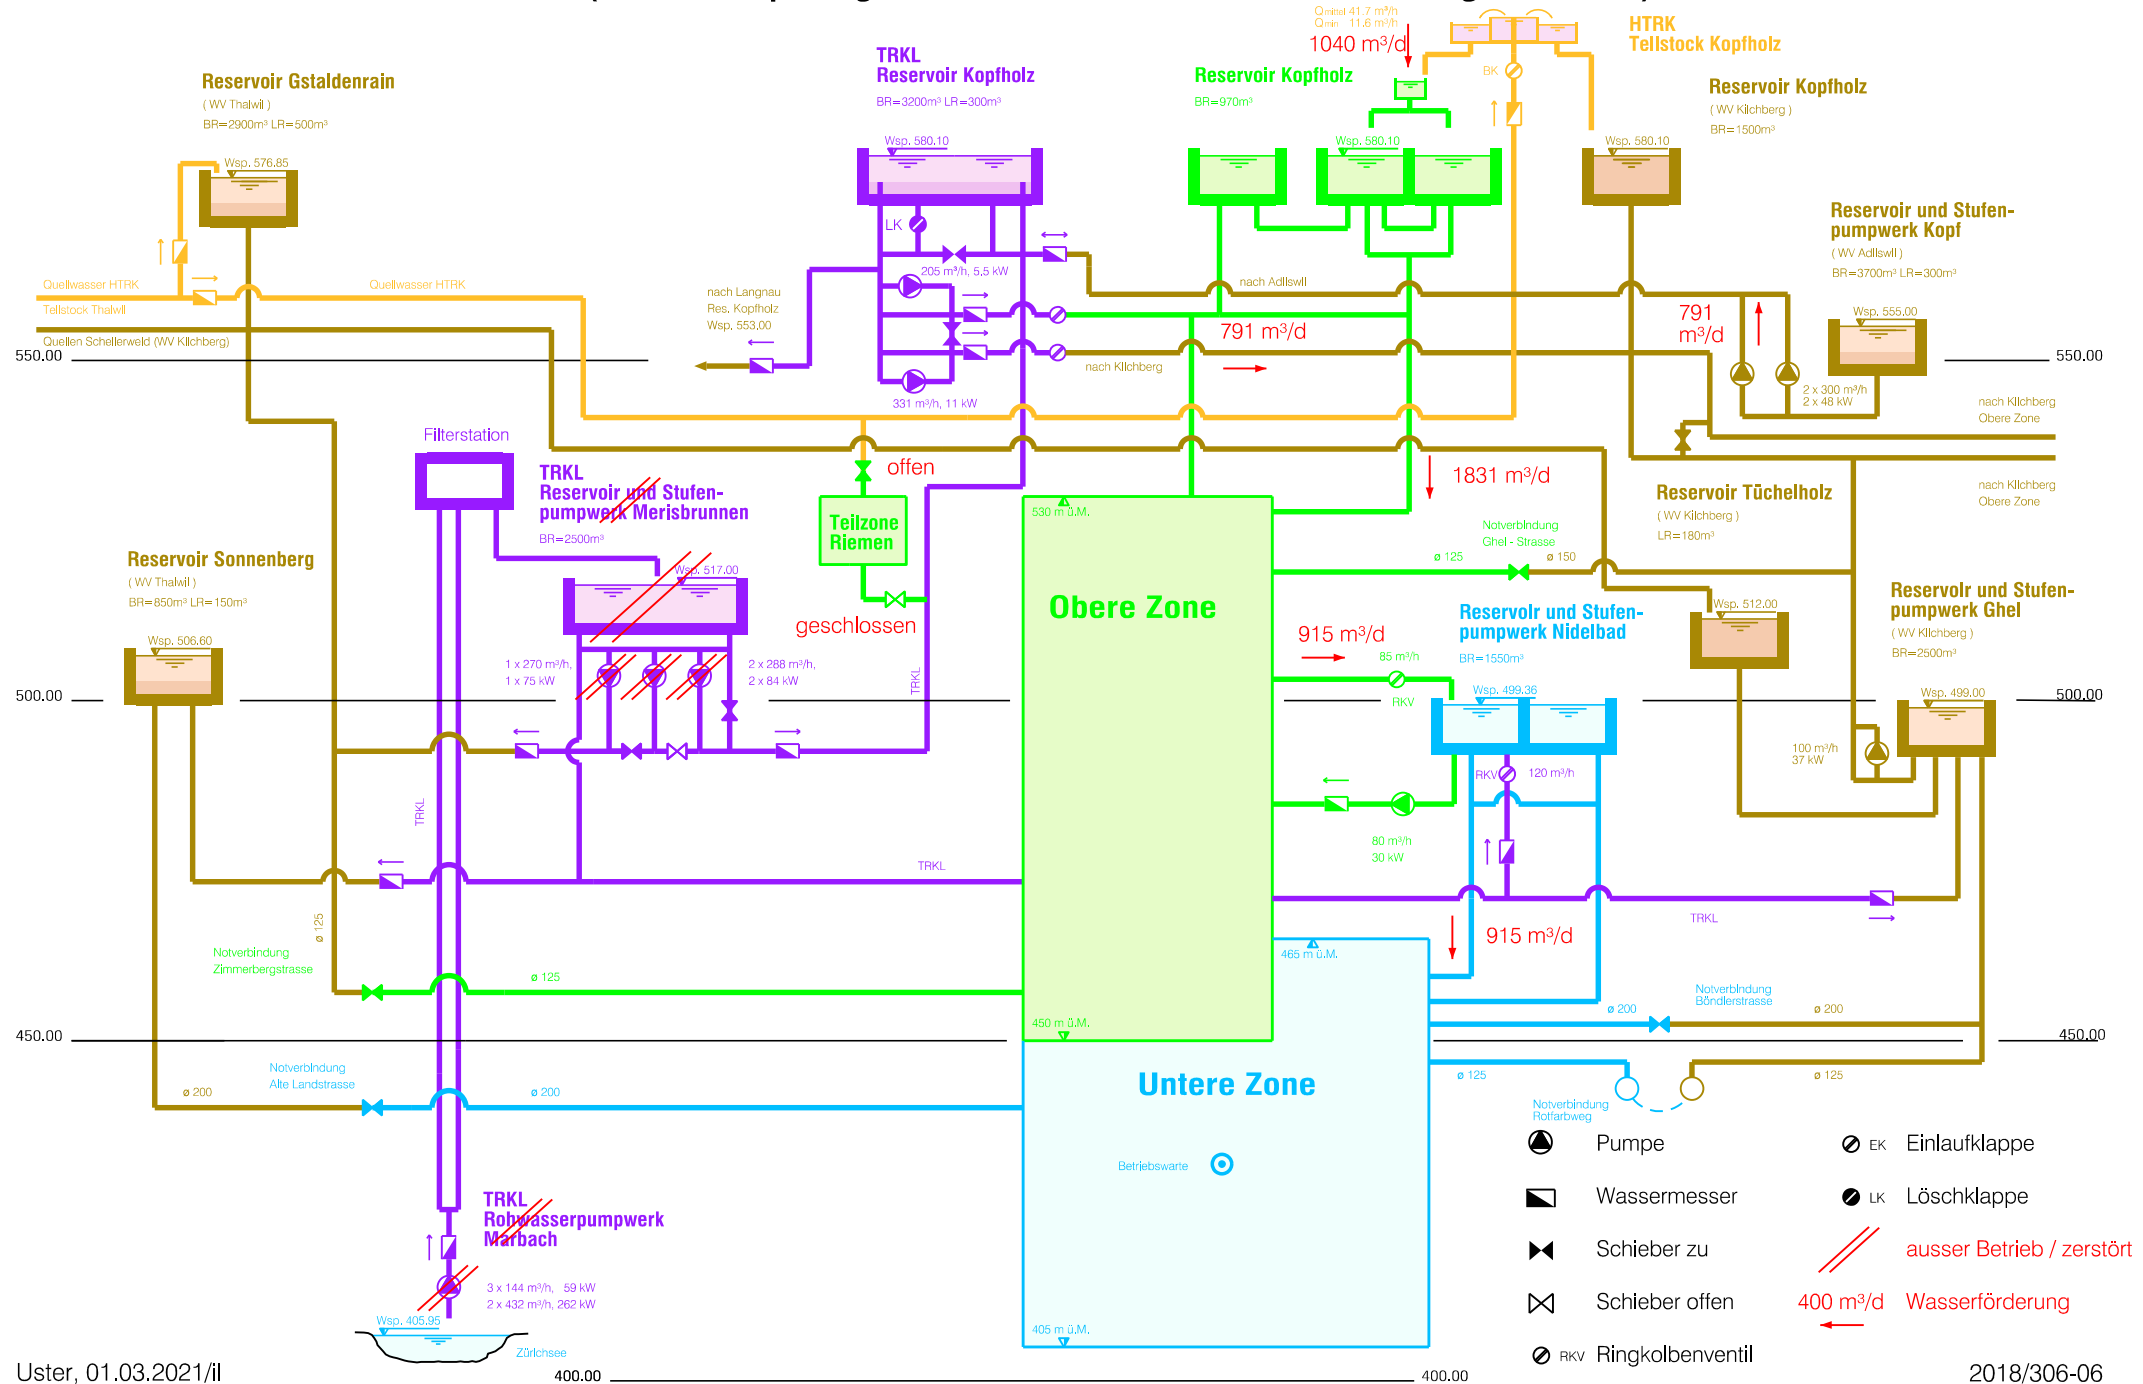 Qmittel 41.7 m³/h
Qmin 11.6 m³/h
1040 m³/d
HTRK
Tellstock Kopfholz
BK
TRKL
Reservoir Kopfholz
BR=3200m³ LR=300m³
Wsp. 580.10
Reservoir Kopfholz
BR=970m³
Wsp. 580.10
Reservoir Kopfholz
( WV Kilchberg )
BR=1500m³
Wsp. 580.10
Reservoir Gstaldenrain
( WV Thalwil )
BR=2900m³ LR=500m³
Wsp. 576.85
Reservoir und Stufen-
pumpwerk Kopf
( WV Adliswil )
BR=3700m³ LR=300m³
Wsp. 555.00
LK
205 m³/h, 5,5 kW
Quellwasser HTRK
Quellwasser HTRK
Tellstock Thalwil
Quellen Schellerweld (WV Kilchberg)
nach Langnau
Res. Kopfholz
Wsp. 553,00
nach Adliswil
791 m³/d
791
m³/d
nach Kilchberg
331 m³/h, 11 kW
2 x 300 m³/h
2 x 48 kW
550.00
550.00
nach Kilchberg
Obere Zone
nach Kilchberg
Obere Zone
Filterstation
TRKL
Reservoir und Stufen-
pumpwerk Merisbrunnen
BR=2500m³
Wsp. 517.00
offen
Teilzone
Riemen
geschlossen
530 m ü.M.
1831 m³/d
Notverbindung
Ghei - Strasse
ø 125
ø 150
Reservoir Tüchelholz
( WV Kilchberg )
LR=180m³
Wsp. 512.00
Reservoir Sonnenberg
( WV Thalwil )
BR=850m³ LR=150m³
Wsp. 506.60
Obere Zone
Reservoir und Stufen-
pumpwerk Nidelbad
BR=1550m³
Wsp. 499.36
Reservoir und Stufen-
pumpwerk Ghel
( WV Kilchberg )
BR=2500m³
Wsp. 499.00
915 m³/d
85 m³/h
RKV
1 x 270 m³/h,
1 x 75 kW
2 x 288 m³/h,
2 x 84 kW
TRKL
500.00
500.00
RKV
120 m³/h
100 m³/h
37 kW
80 m³/h
30 kW
TRKL
TRKL
TRKL
ø 125
915 m³/d
465 m ü.M.
Notverbindung
Zimmerbergstrasse
ø 125
Notverbindung
Böndlerstrasse
ø 200
ø 200
450 m ü.M.
450.00
450.00
Notverbindung
Alte Landstrasse
ø 200
ø 200
Untere Zone
ø 125
ø 125
Notverbindung
Rotfarbweg
Betriebswarte
TRKL
Rohwasserpumpwerk
Marbach
3 x 144 m³/h, 59 kW
2 x 432 m³/h, 262 kW
Wsp. 405.95
Zürichsee
405 m ü.M.
400.00
400.00
Pumpe
EK Einlaufklappe
Wassermesser
LK Löschklappe
Schieber zu
ausser Betrieb / zerstört
Schieber offen
400 m³/d Wasserförderung
RKV Ringkolbenventil
Uster, 01.03.2021/il
2018/306-06